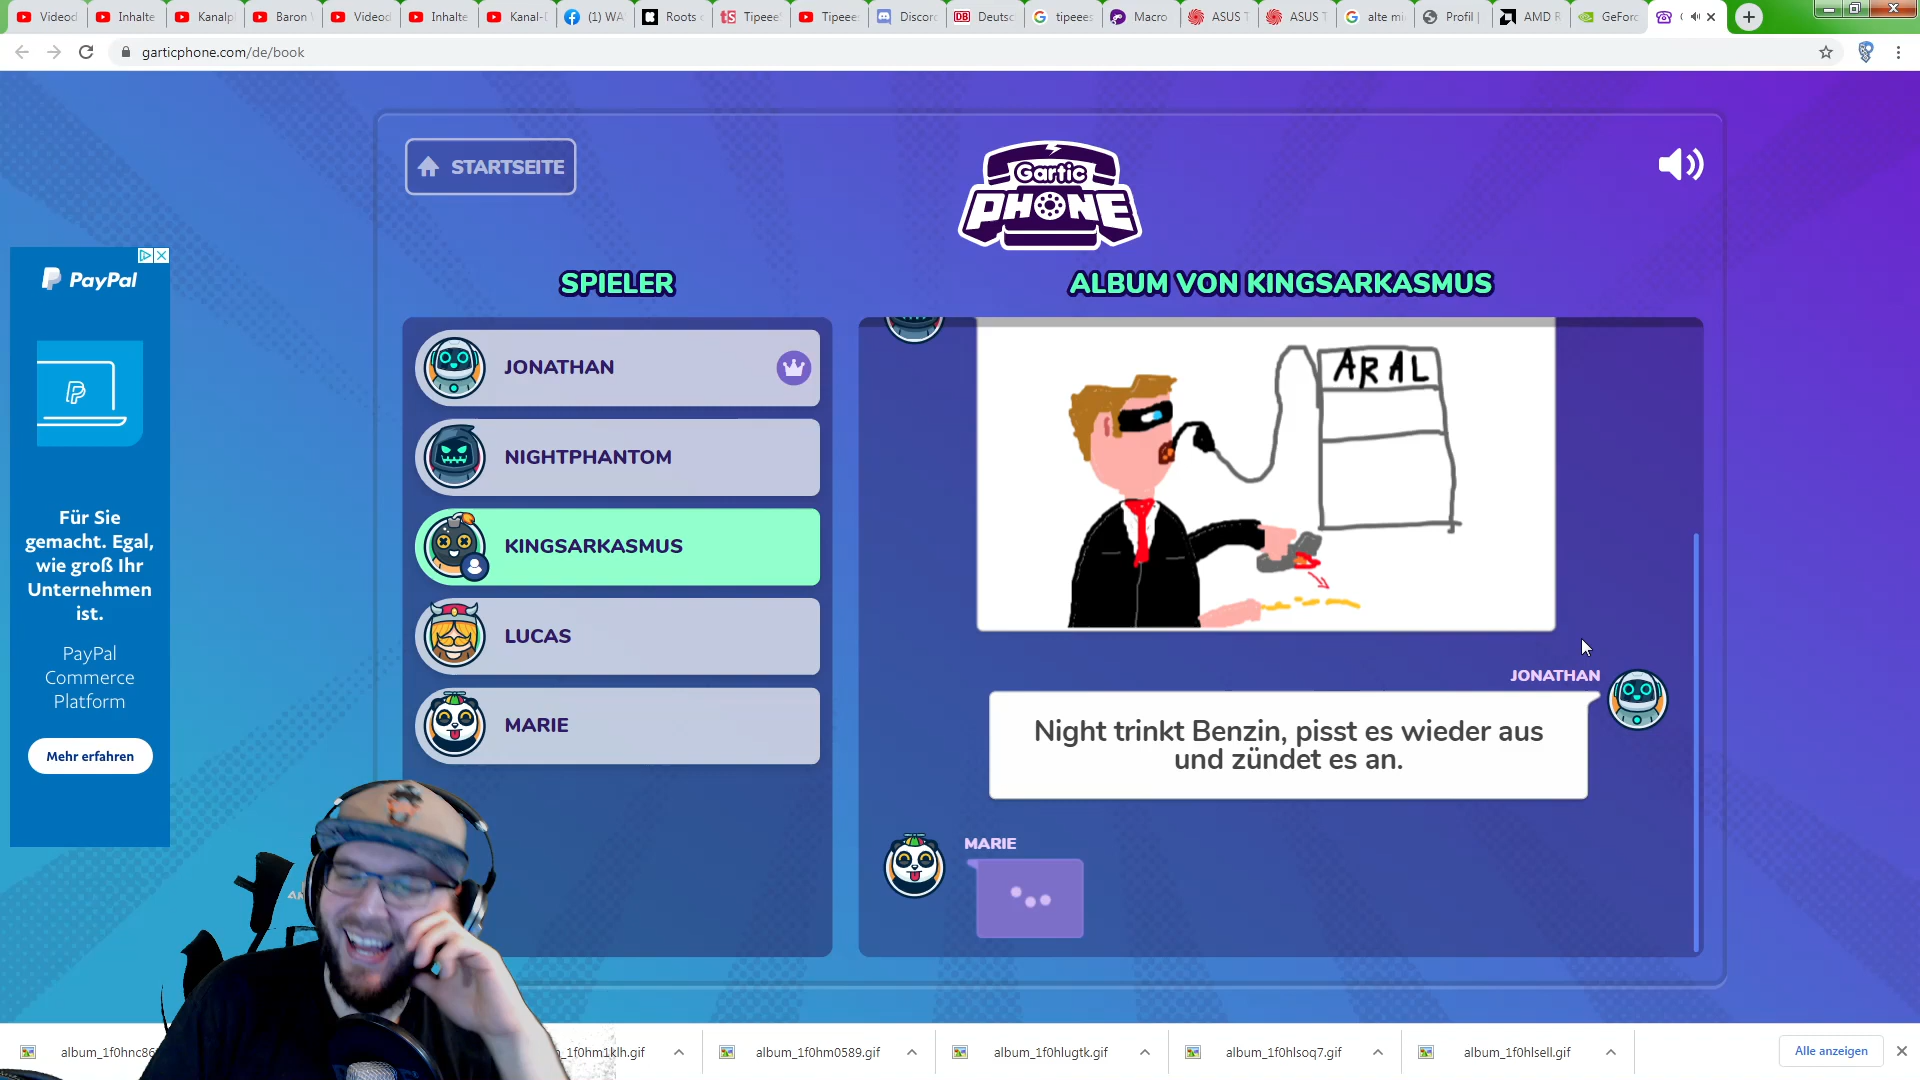 Videod
Inhalte
Kanalpl
Baron
Videod
Inhalte
Kanal-
(1) WA
Roots
Tipeee
Tipeee
Discord
Deutsc
tipeees
Macro
ASUS T
ASUS T
alte mi
Profil |
AMD R
GeForc
garticphone.com/de/book
STARTSEITE
Gartic
PHONE
PayPal
Für Sie
gemacht. Egal,
wie groß Ihr
Unternehmen
ist.
PayPal
Commerce
Platform
Mehr erfahren
SPIELER
JONATHAN
NIGHTPHANTOM
KINGSARKASMUS
LUCAS
MARIE
ALBUM VON KINGSARKASMUS
ARAL
JONATHAN
Night trinkt Benzin, pisst es wieder aus
und zündet es an.
MARIE
album_1f0hnc86
_1f0hm1klh.gif
album_1f0hm0589.gif
album_1f0hlugtk.gif
album_1f0hlsoq7.gif
album_1f0hlsell.gif
Alle anzeigen